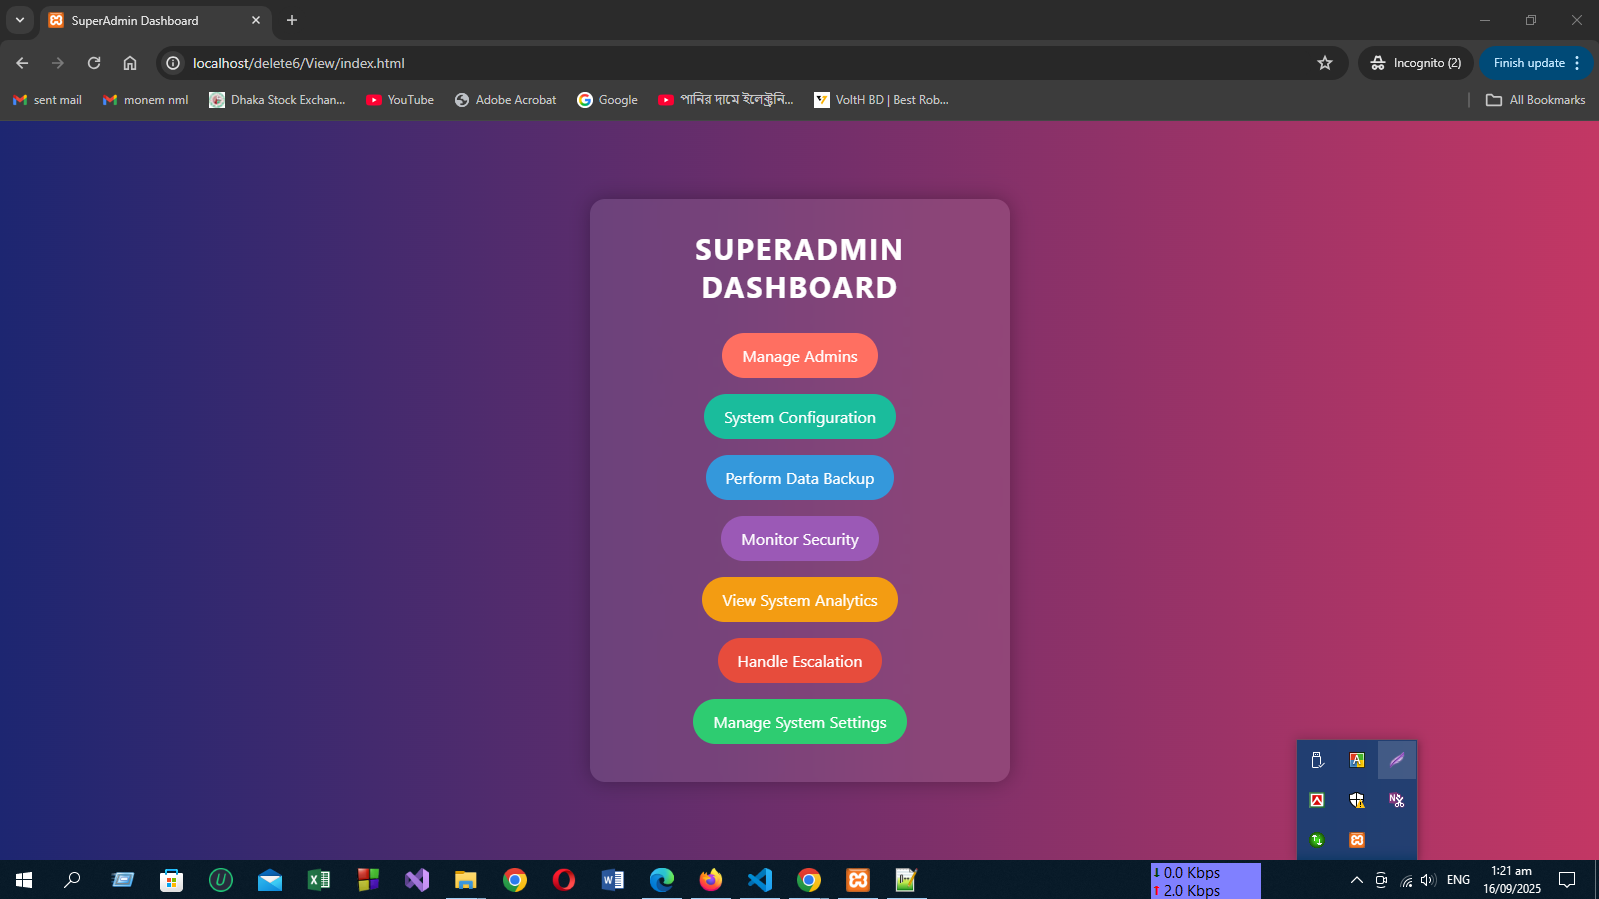 SuperAdmin Dashboard
localhost/delete6/View/index.html
Incognito (2)
Finish update
sent mail
monem nml
Dhaka Stock Exchan...
YouTube
Adobe Acrobat
Google
পানির দামে ইলেক্ট্রনি...
VoltH BD | Best Rob...
All Bookmarks
SUPERADMIN
DASHBOARD
Manage Admins
System Configuration
Perform Data Backup
Monitor Security
View System Analytics
Handle Escalation
Manage System Settings
0.0 Kbps
2.0 Kbps
ENG
1:21 am
16/09/2025